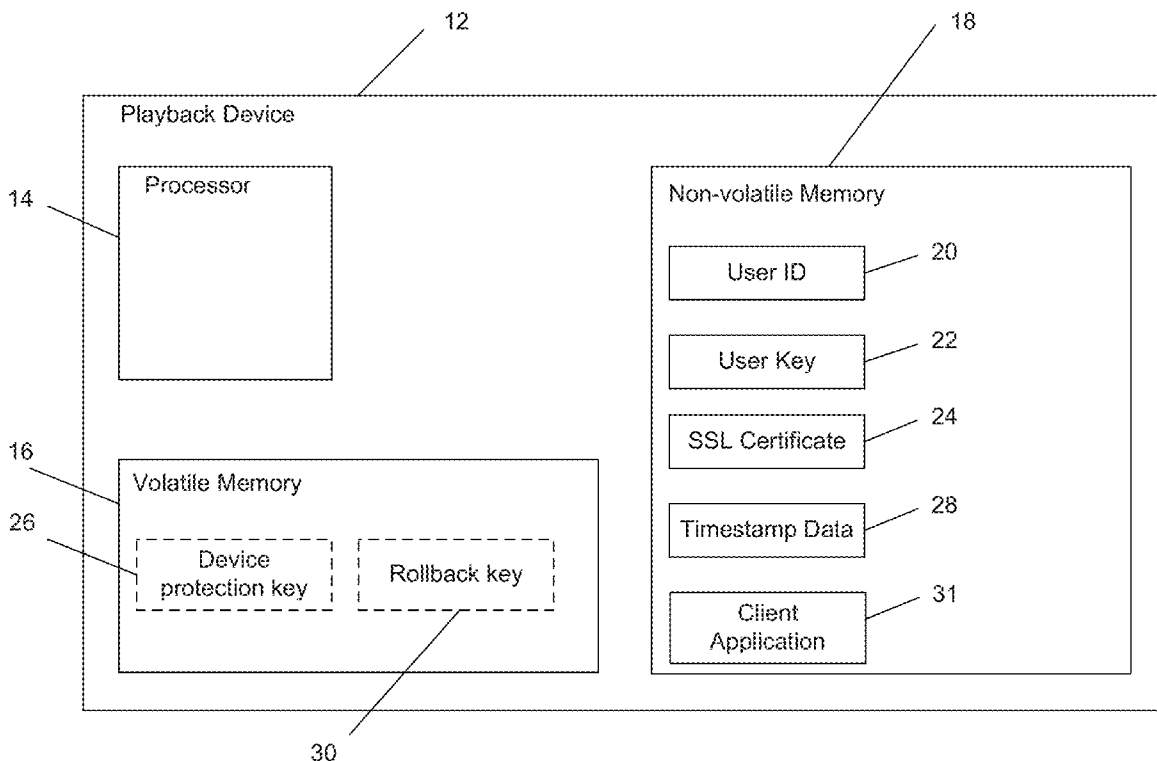 12
18
Playback Device
Processor
14
Non-volatile Memory
User ID
20
User Key
22
SSL Certificate
24
16
Volatile Memory
26
Device
protection key
Rollback key
Timestamp Data
28
Client
Application
31
30